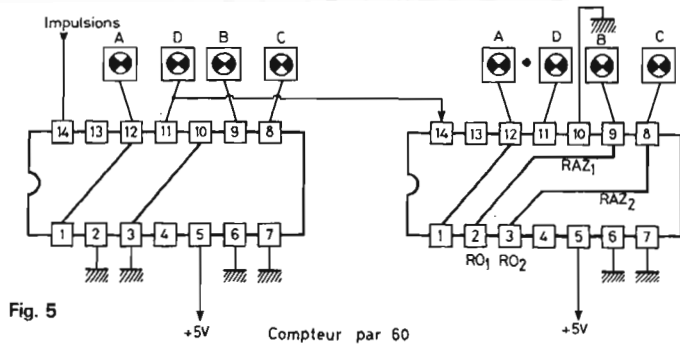 Impulsions
A D B C A • D B C
14 13 12 11 10 9 8 14 13 12 11 10 9 8
RAZ1
RAZ2
1 2 3 4 5 6 7 1 2 3 4 5 6 7
RO1 RO2
Fig. 5
+5V Compteur par 60 +5V